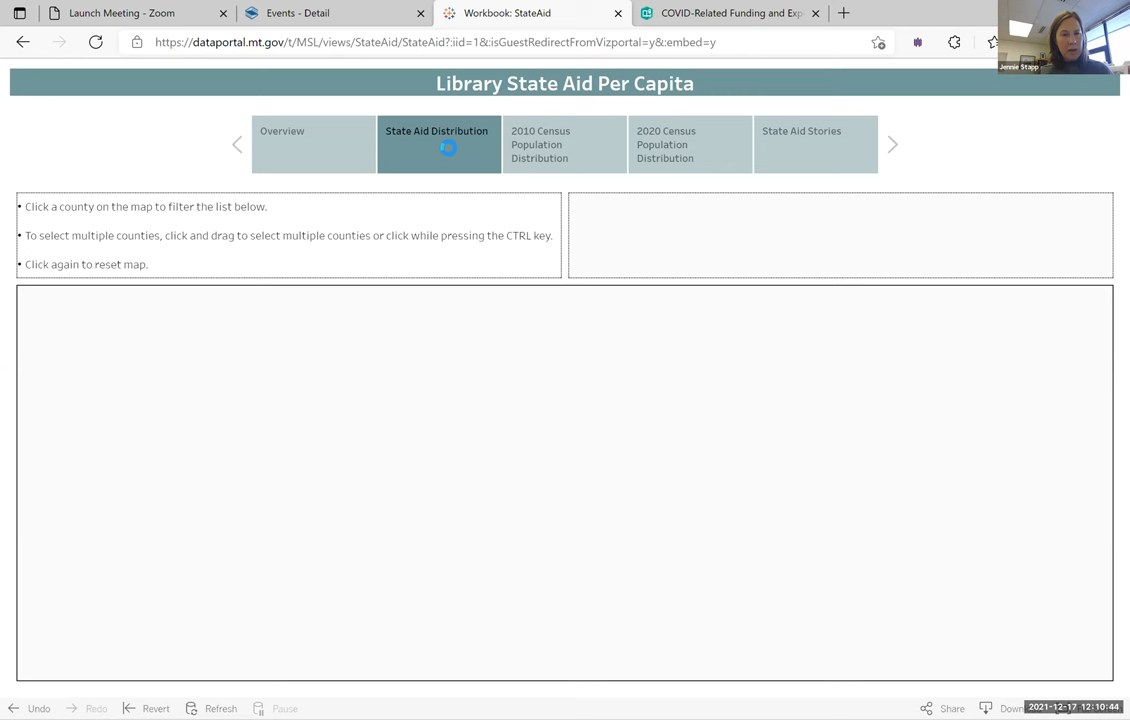 Launch Meeting - Zoom
Events - Detail
Workbook: StateAid
COVID-Related Funding and Exp
https://dataportal.mt.gov/t/MSL/views/StateAid/StateAid?:iid=1&:isGuestRedirectFromVizportal=y&:embed=y
Jennie Stapp
Library State Aid Per Capita
Overview
State Aid Distribution
2010 Census
Population
Distribution
2020 Census
Population
Distribution
State Aid Stories
• Click a county on the map to filter the list below.
• To select multiple counties, click and drag to select multiple counties or click while pressing the CTRL key.
• Click again to reset map.
Undo
Redo
Revert
Refresh
Pause
Share
Down
2021-12-17 12:10:44